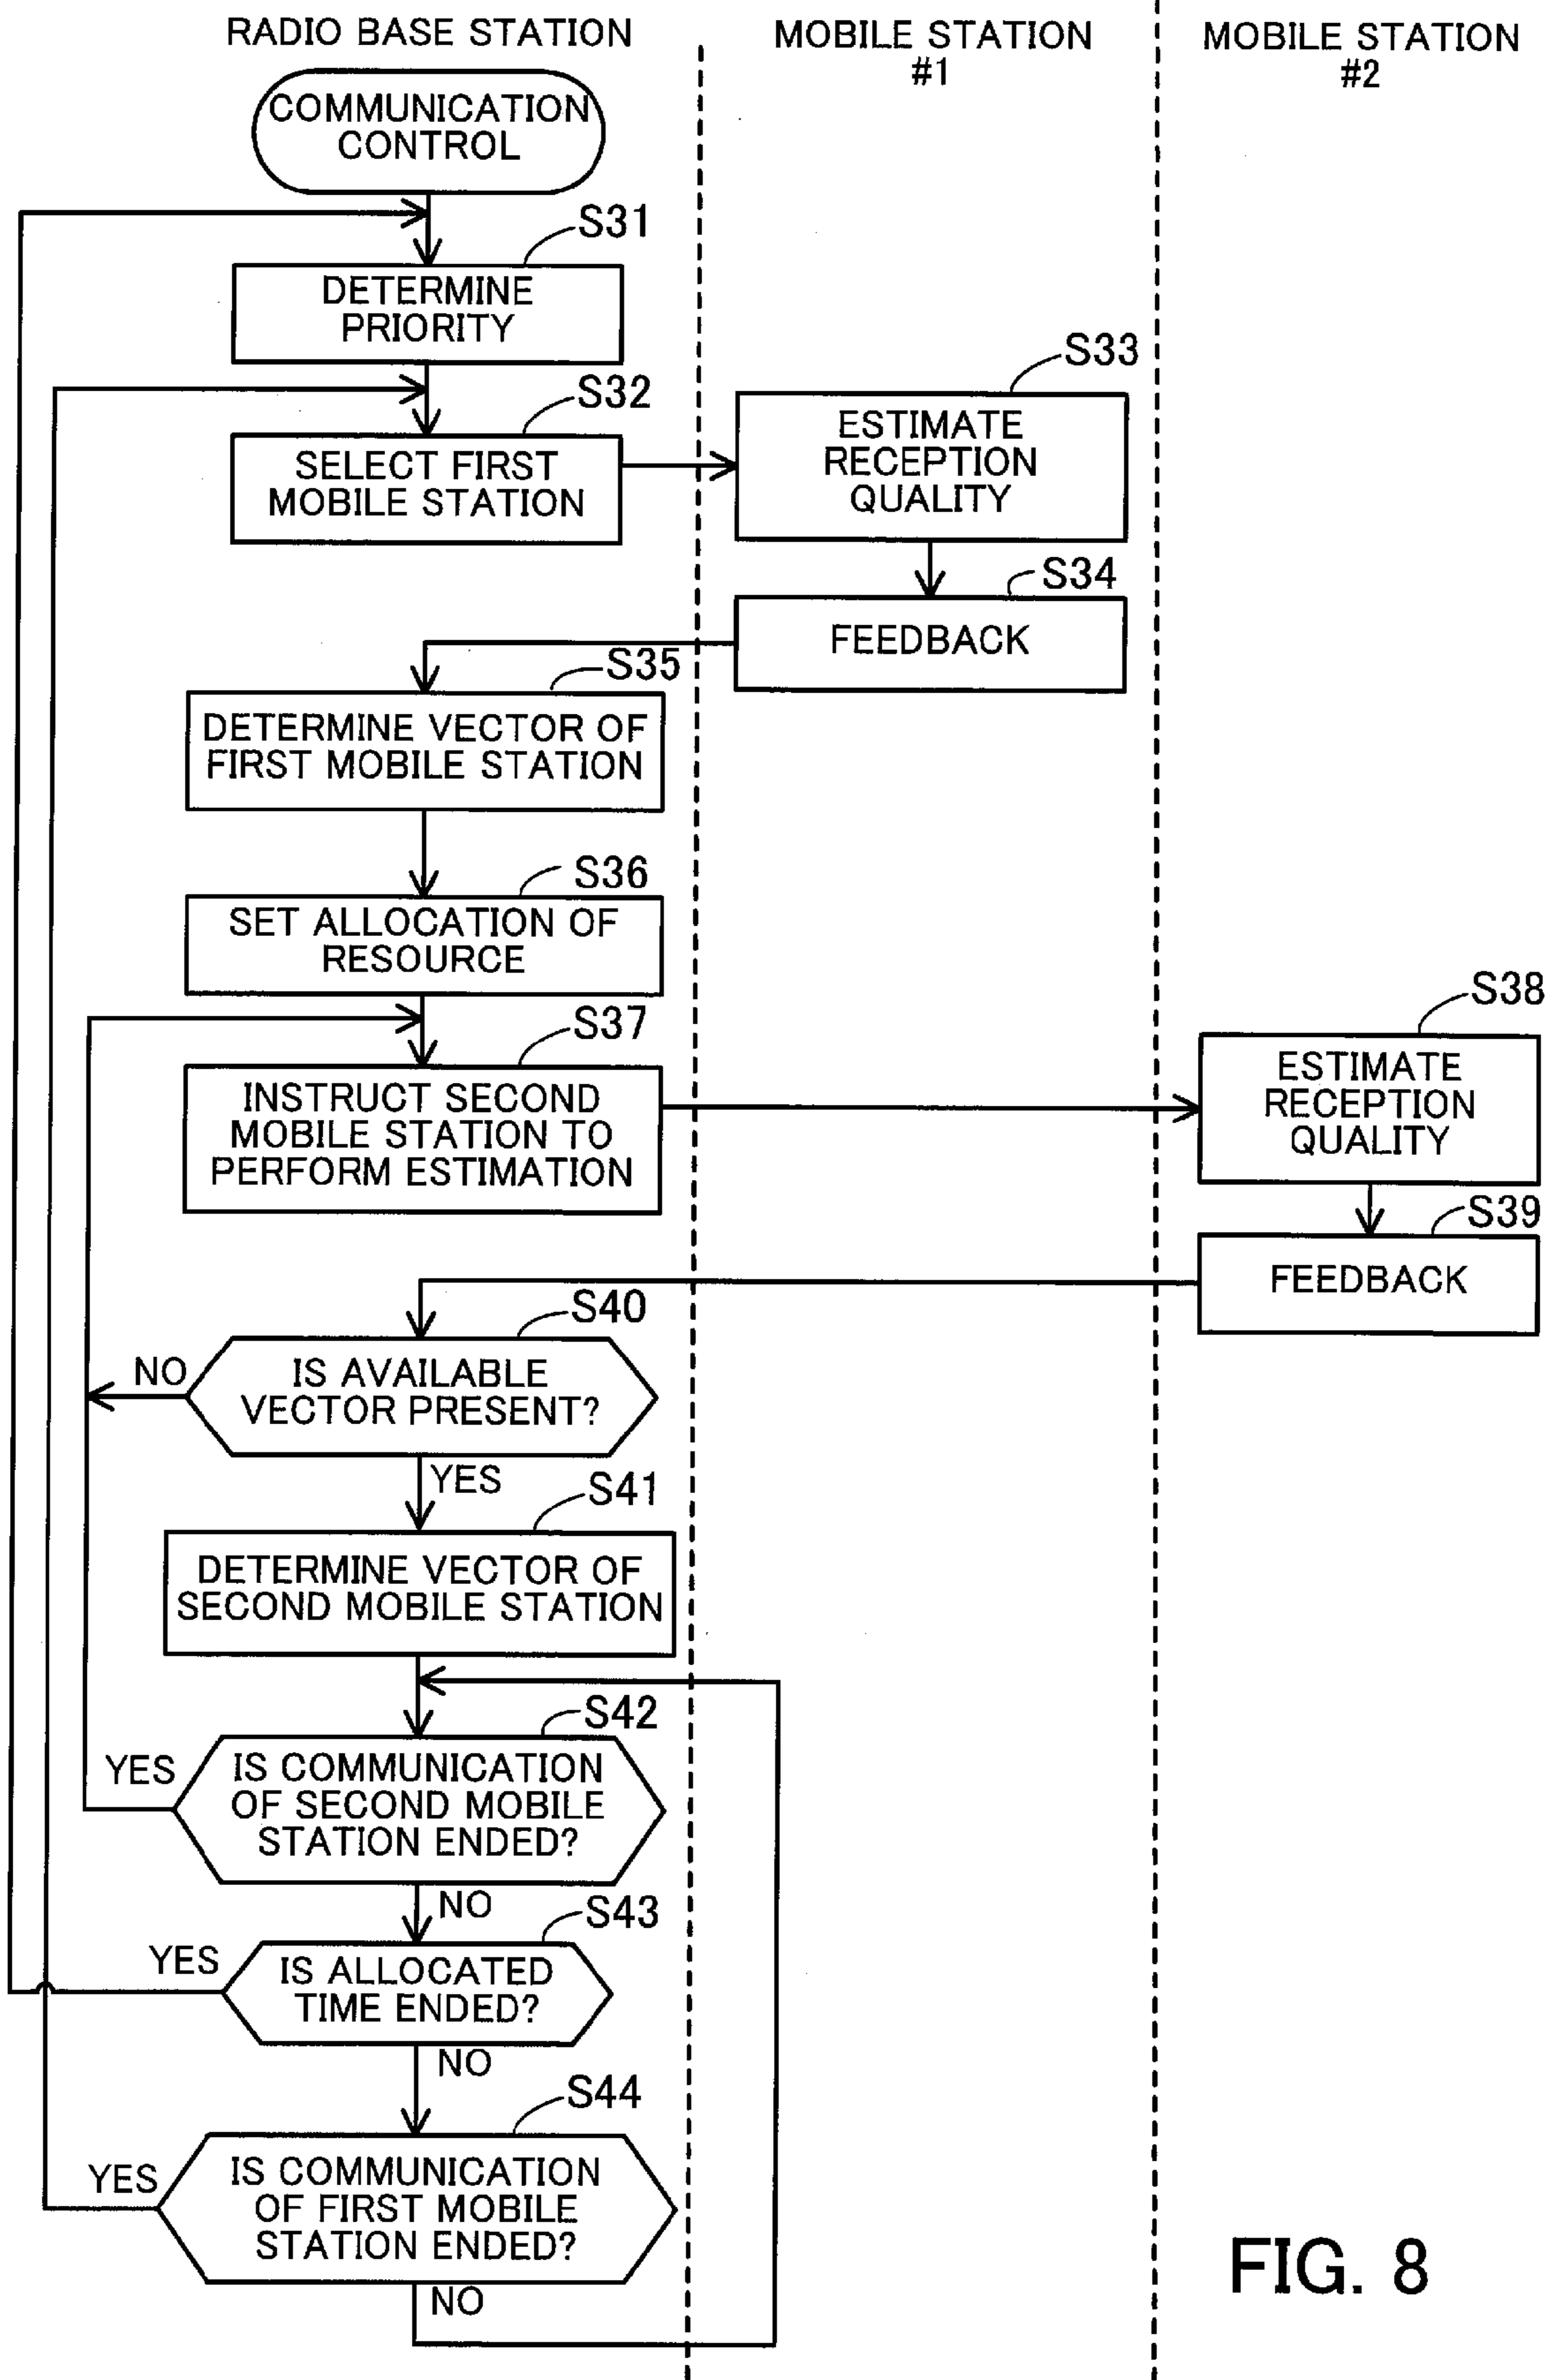 RADIO BASE STATION
MOBILE STATION
#1
MOBILE STATION
#2
COMMUNICATION
CONTROL
S31
DETERMINE
PRIORITY
S32
SELECT FIRST
MOBILE STATION
S33
ESTIMATE
RECEPTION
QUALITY
S34
FEEDBACK
S35
DETERMINE VECTOR OF
FIRST MOBILE STATION
S36
SET ALLOCATION OF
RESOURCE
S37
INSTRUCT SECOND
MOBILE STATION TO
PERFORM ESTIMATION
S38
ESTIMATE
RECEPTION
QUALITY
S39
FEEDBACK
S40
IS AVAILABLE
VECTOR PRESENT?
NO
YES
S41
DETERMINE VECTOR OF
SECOND MOBILE STATION
S42
IS COMMUNICATION
OF SECOND MOBILE
STATION ENDED?
YES
NO
S43
IS ALLOCATED
TIME ENDED?
YES
NO
S44
IS COMMUNICATION
OF FIRST MOBILE
STATION ENDED?
YES
NO
FIG. 8